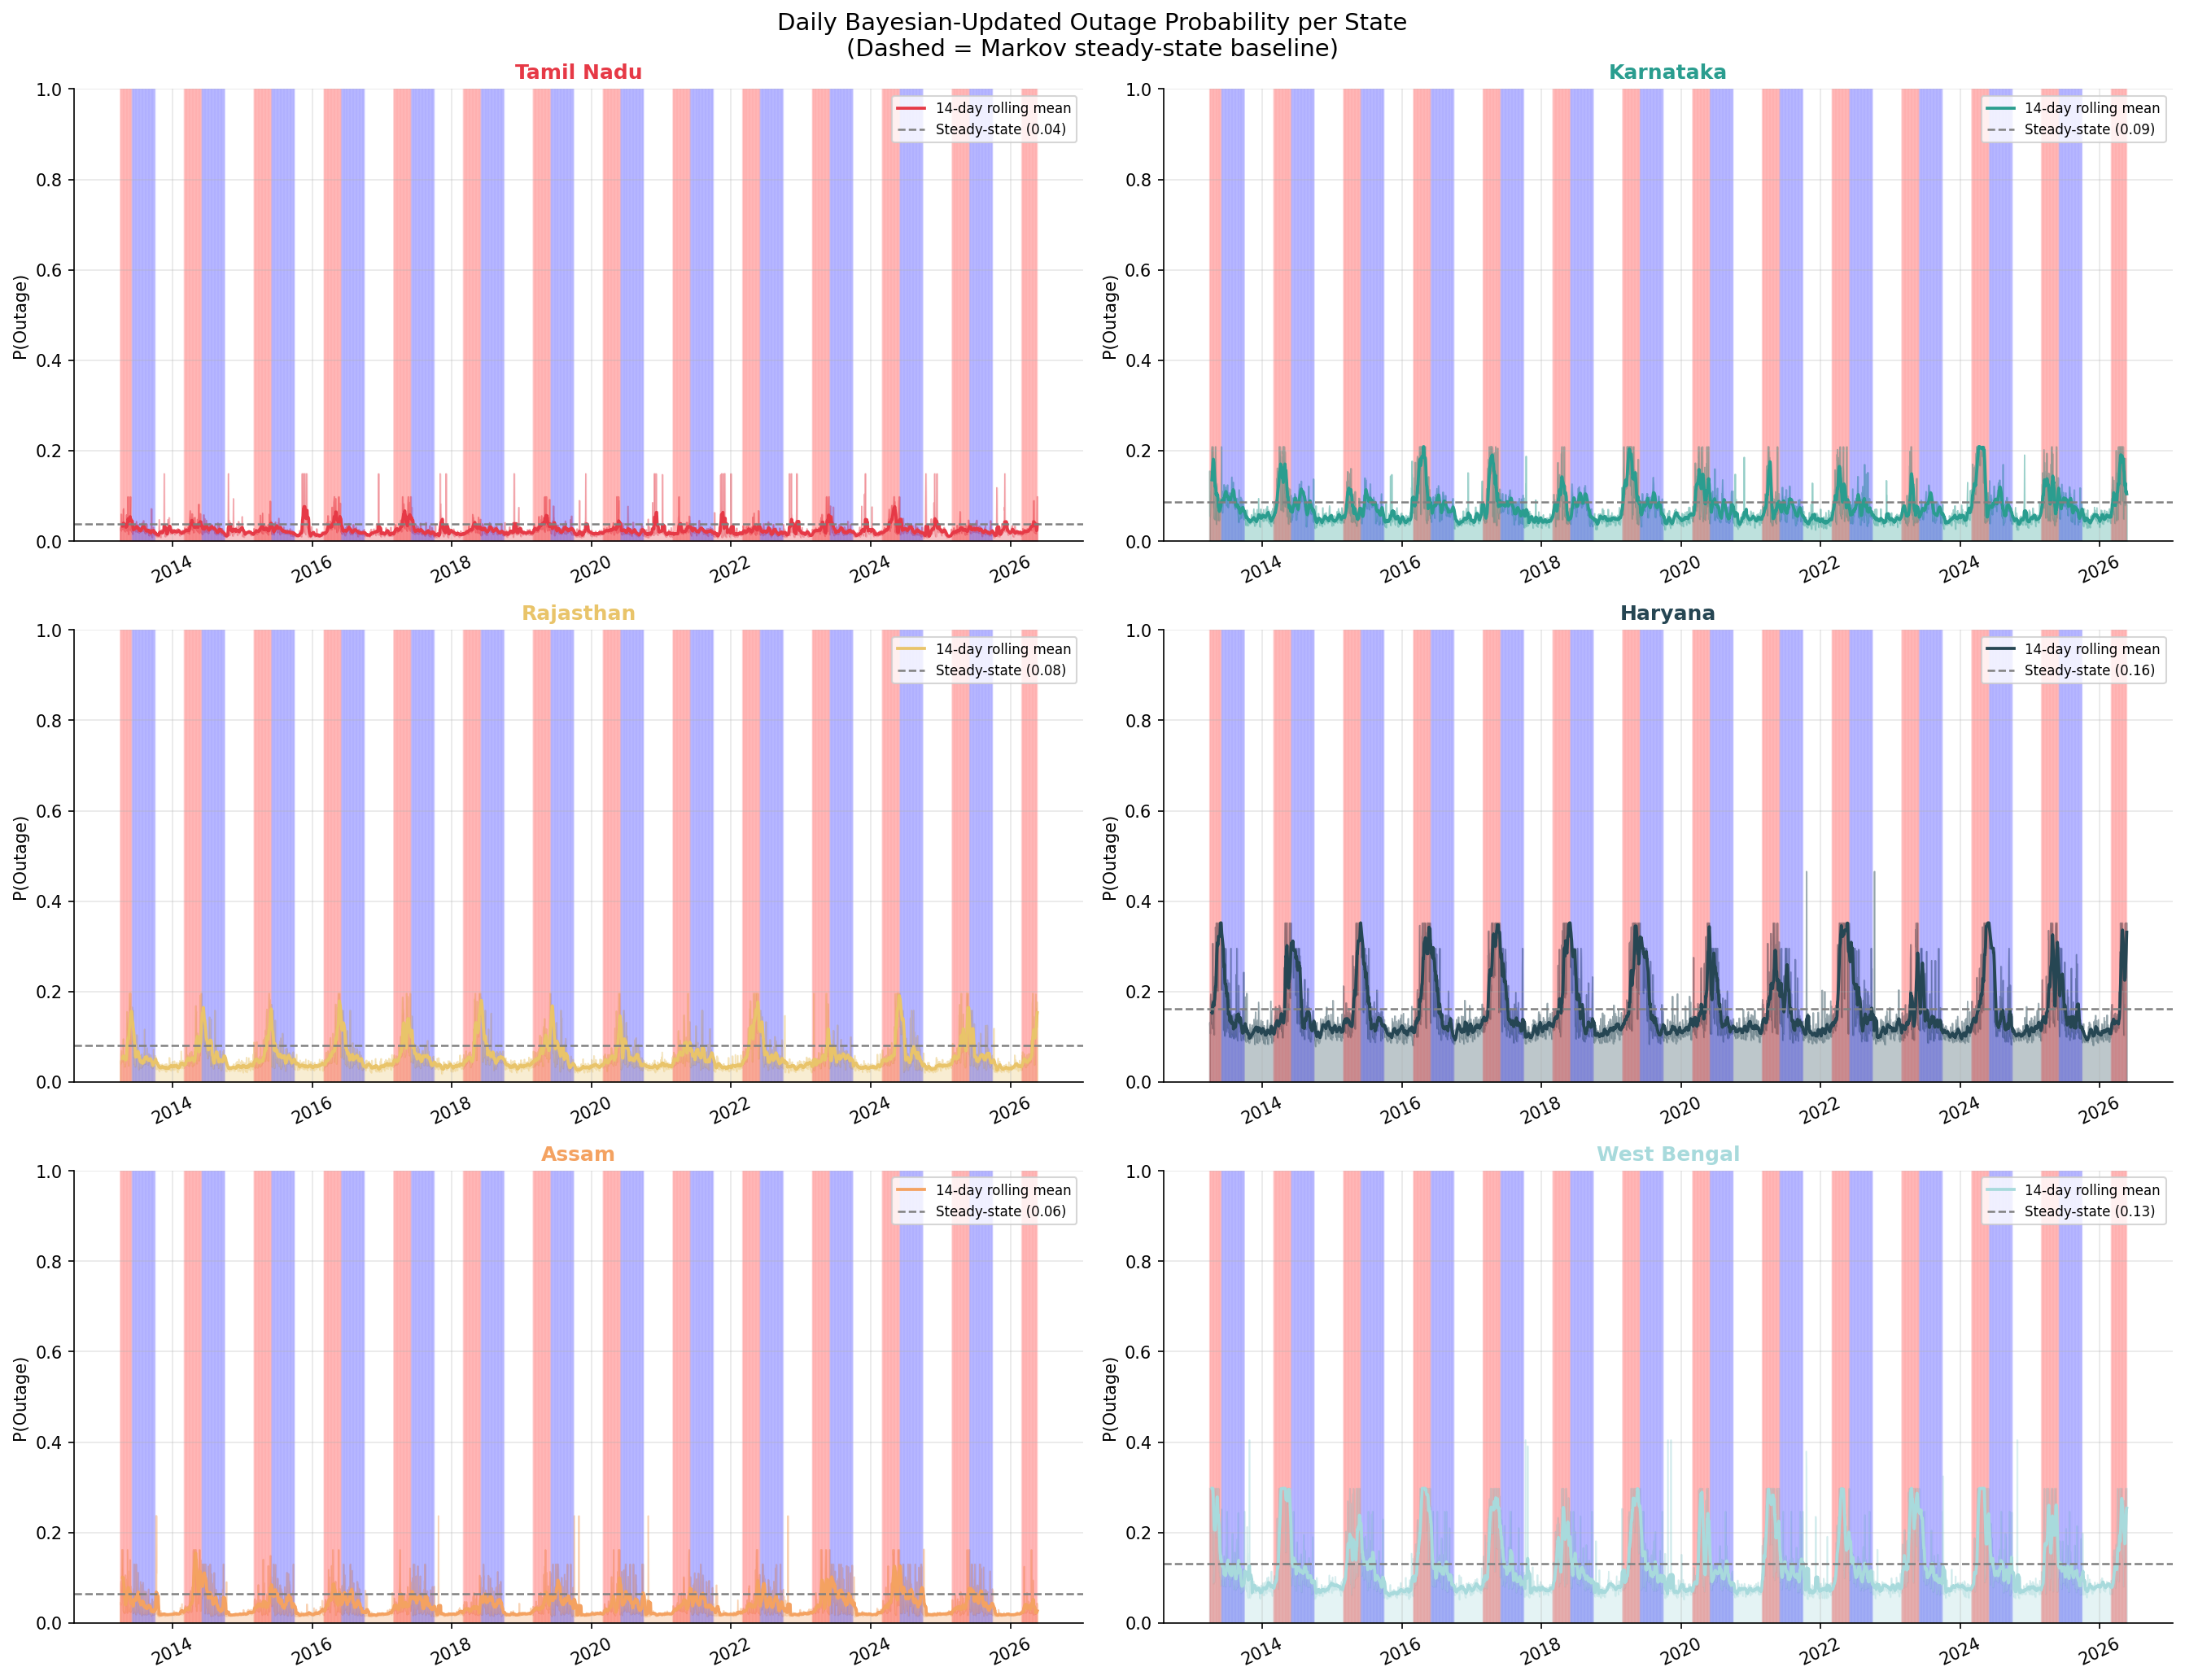 Daily Bayesian-Updated Outage Probability per State
(Dashed = Markov steady-state baseline)
Tamil Nadu
P(Outage)
1.0
0.8
0.6
0.4
0.2
0.0
14-day rolling mean
Steady-state (0.04)
2014 2016 2018 2020 2022 2024 2026
Karnataka
P(Outage)
1.0
0.8
0.6
0.4
0.2
0.0
14-day rolling mean
Steady-state (0.09)
2014 2016 2018 2020 2022 2024 2026
Rajasthan
P(Outage)
1.0
0.8
0.6
0.4
0.2
0.0
14-day rolling mean
Steady-state (0.08)
2014 2016 2018 2020 2022 2024 2026
Haryana
P(Outage)
1.0
0.8
0.6
0.4
0.2
0.0
14-day rolling mean
Steady-state (0.16)
2014 2016 2018 2020 2022 2024 2026
Assam
P(Outage)
1.0
0.8
0.6
0.4
0.2
0.0
14-day rolling mean
Steady-state (0.06)
2014 2016 2018 2020 2022 2024 2026
West Bengal
P(Outage)
1.0
0.8
0.6
0.4
0.2
0.0
14-day rolling mean
Steady-state (0.13)
2014 2016 2018 2020 2022 2024 2026